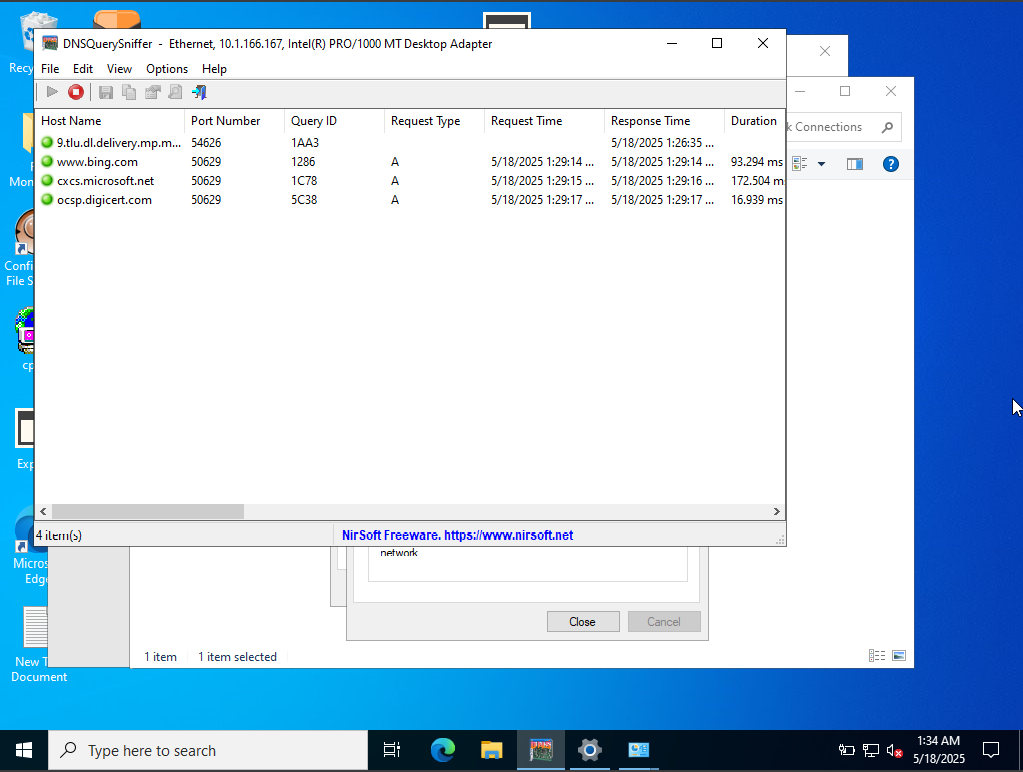 Recy
DNSQuerySniffer - Ethernet, 10.1.166.167, Intel(R) PRO/1000 MT Desktop Adapter
File Edit View Options Help
Host Name Port Number Query ID Request Type Request Time Response Time Duration
9.tlu.dl.delivery.mp.m... 54626 1AA3 5/18/2025 1:26:35 ...
www.bing.com 50629 1286 A 5/18/2025 1:29:14 ... 5/18/2025 1:29:14 ... 93.294 ms
cxcs.microsoft.net 50629 1C78 A 5/18/2025 1:29:15 ... 5/18/2025 1:29:16 ... 172.504 m
ocsp.digicert.com 50629 5C38 A 5/18/2025 1:29:17 ... 5/18/2025 1:29:17 ... 16.939 ms
k Connections
Mon
Confi
File S
cp
Exp
Micros
Edge
New T
Document
4 item(s) NirSoft Freeware. https://www.nirsoft.net
network
Close Cancel
1 item 1 item selected
Type here to search
1:34 AM
5/18/2025